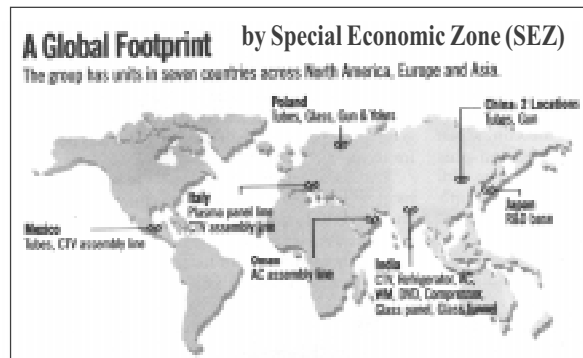 A Global Footprint by Special Economic Zone (SEZ)
The group has units in seven countries across North America, Europe and Asia.
Poland
Tubes, Glass, Gun & Yokes
China: 2 Locations
Tubes, Gun
Italy
Plasma panel line
CTV assembly line
Japan
R&D base
Mexico
Tubes, CTV assembly line
Oman
AC assembly line
India
CTV, Refrigerator, AC,
WM, DVD, Compressor,
Glass panel, Glass funnel